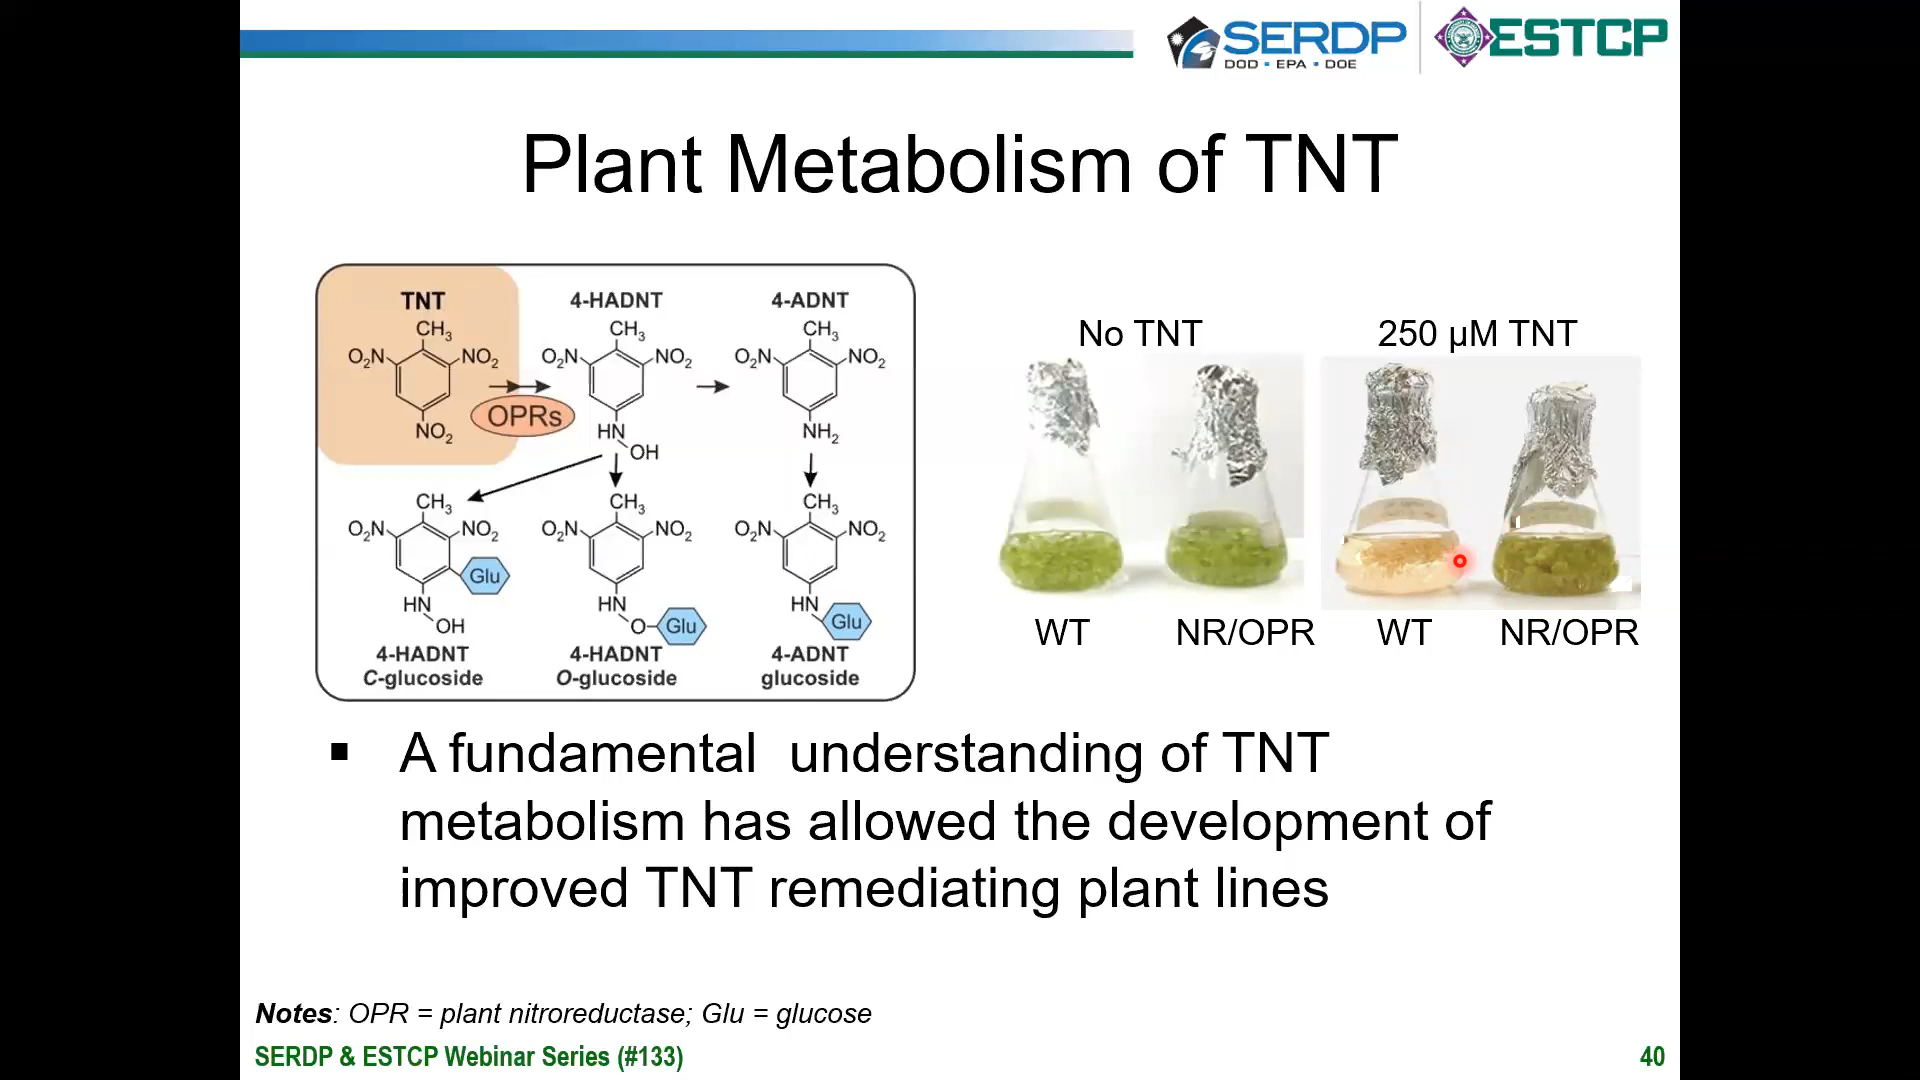 SERDP
DOD • EPA • DOE
ESTCP
Plant Metabolism of TNT
TNT
4-HADNT
4-ADNT
CH3
CH3
CH3
O2N
NO2
O2N
NO2
O2N
NO2
OPRs
NO2
HN
OH
NH2
CH3
CH3
CH3
O2N
NO2
O2N
NO2
O2N
NO2
Glu
HN
OH
HN
O
Glu
HN
Glu
4-HADNT
C-glucoside
4-HADNT
O-glucoside
4-ADNT
glucoside
No TNT
250 µM TNT
WT
NR/OPR
WT
NR/OPR
▪ A fundamental understanding of TNT
metabolism has allowed the development of
improved TNT remediating plant lines
Notes: OPR = plant nitroreductase; Glu = glucose
SERDP & ESTCP Webinar Series (#133)
40